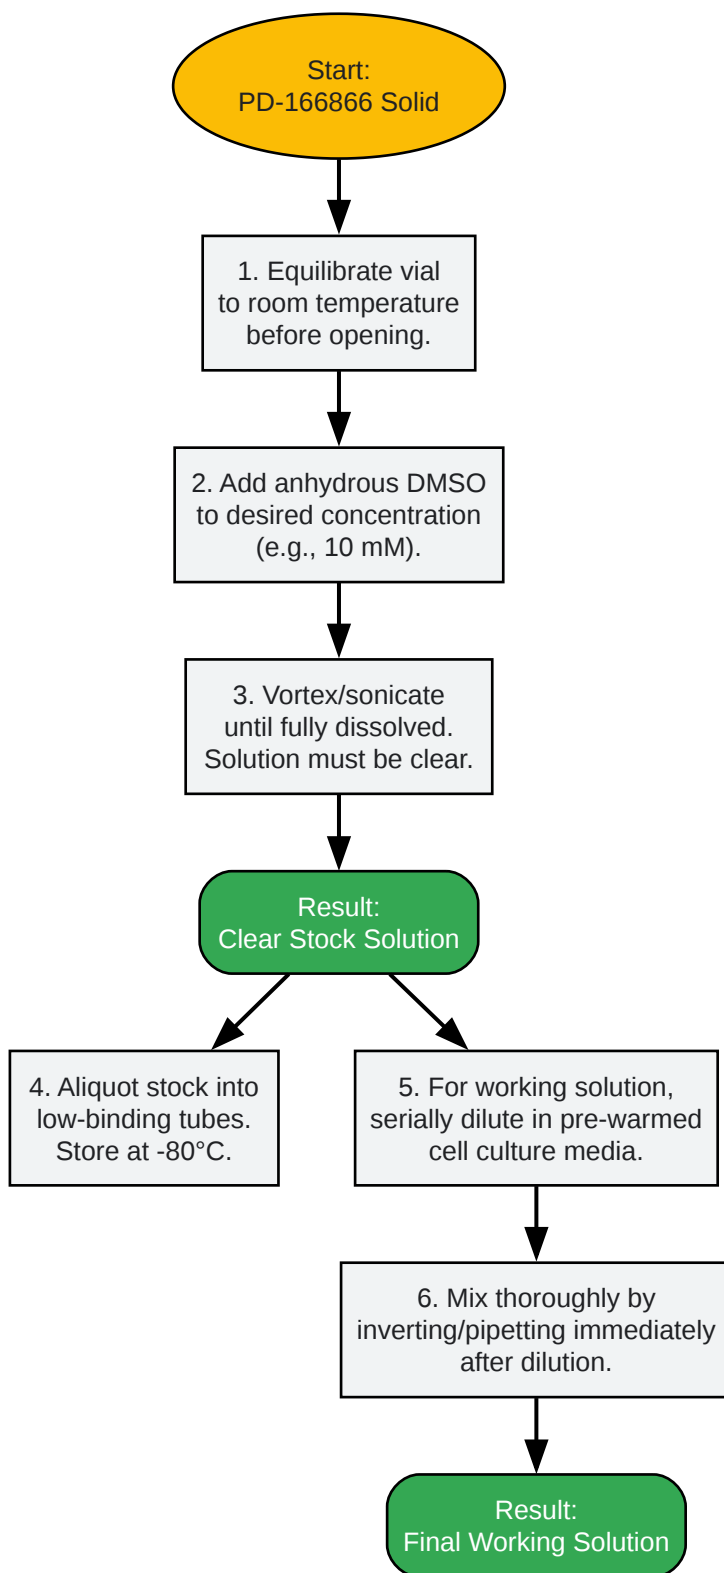 Start:
PD-166866 Solid
1. Equilibrate vial
to room temperature
before opening.
2. Add anhydrous DMSO
to desired concentration
(e.g., 10 mM).
3. Vortex/sonicate
until fully dissolved.
Solution must be clear.
Result:
Clear Stock Solution
4. Aliquot stock into
low-binding tubes.
Store at -80°C.
5. For working solution,
serially dilute in pre-warmed
cell culture media.
6. Mix thoroughly by
inverting/pipetting immediately
after dilution.
Result:
Final Working Solution